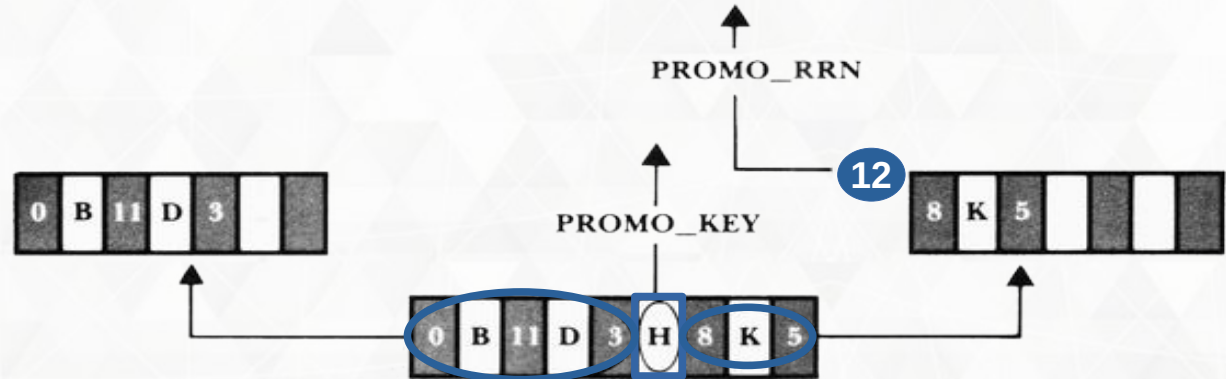 PROMO_RRN
12
0 B 11 D 3
8 K 5
PROMO_KEY
0 B 11 D 3 H 8 K 5